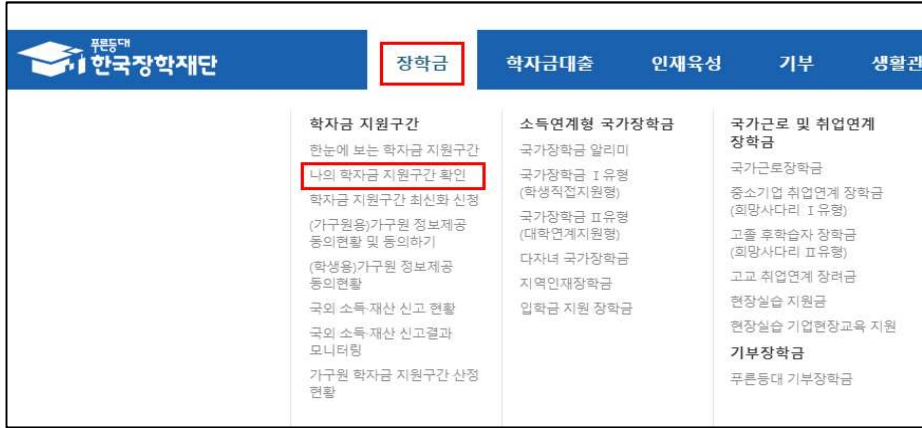 푸른등대
한국장학재단
장학금
학자금대출
인재육성
기부
생활관
학자금 지원구간
한눈에 보는 학자금 지원구간
나의 학자금 지원구간 확인
학자금 지원구간 최신화 신청
(가구원용)가구원 정보제공
동의현황 및 동의하기
(학생용)가구원 정보제공
동의현황
국외 소득·재산 신고 현황
국외 소득·재산 신고결과
모니터링
가구원 학자금 지원구간 산정
현황
소득연계형 국가장학금
국가장학금 알리미
국가장학금 Ⅰ유형
(학생직접지원형)
국가장학금 Ⅱ유형
(대학연계지원형)
다자녀 국가장학금
지역인재장학금
입학금 지원 장학금
국가근로 및 취업연계
장학금
국가근로장학금
중소기업 취업연계 장학금
(희망사다리 Ⅰ유형)
고졸 후학습자 장학금
(희망사다리 Ⅱ유형)
고교 취업연계 장려금
현장실습 지원금
현장실습 기업현장교육 지원
기부장학금
푸른등대 기부장학금